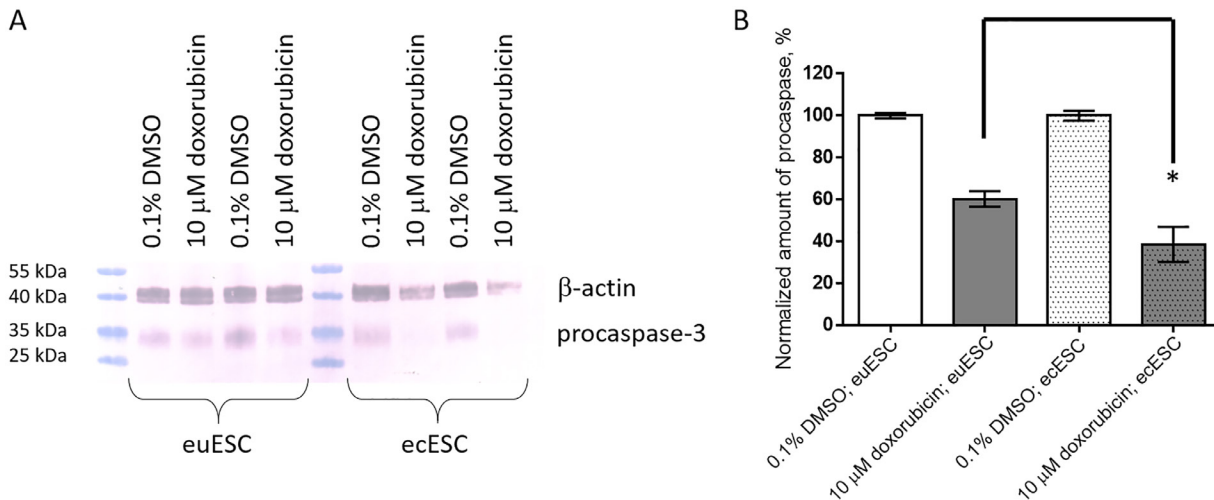 A
0.1% DMSO
10 μM doxorubicin
0.1% DMSO
10 μM doxorubicin
0.1% DMSO
10 μM doxorubicin
0.1% DMSO
10 μM doxorubicin
55 kDa
40 kDa
35 kDa
25 kDa
β-actin
procaspase-3
euESC
ecESC
B
Normalized amount of procaspase, %
120
100
80
60
40
20
0
*
0.1% DMSO; euESC
10 μM doxorubicin; euESC
0.1% DMSO; ecESC
10 μM doxorubicin; ecESC